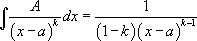 ∫ A/(x−a)^k dx = 1/((1−k)(x−a)^(k−1))